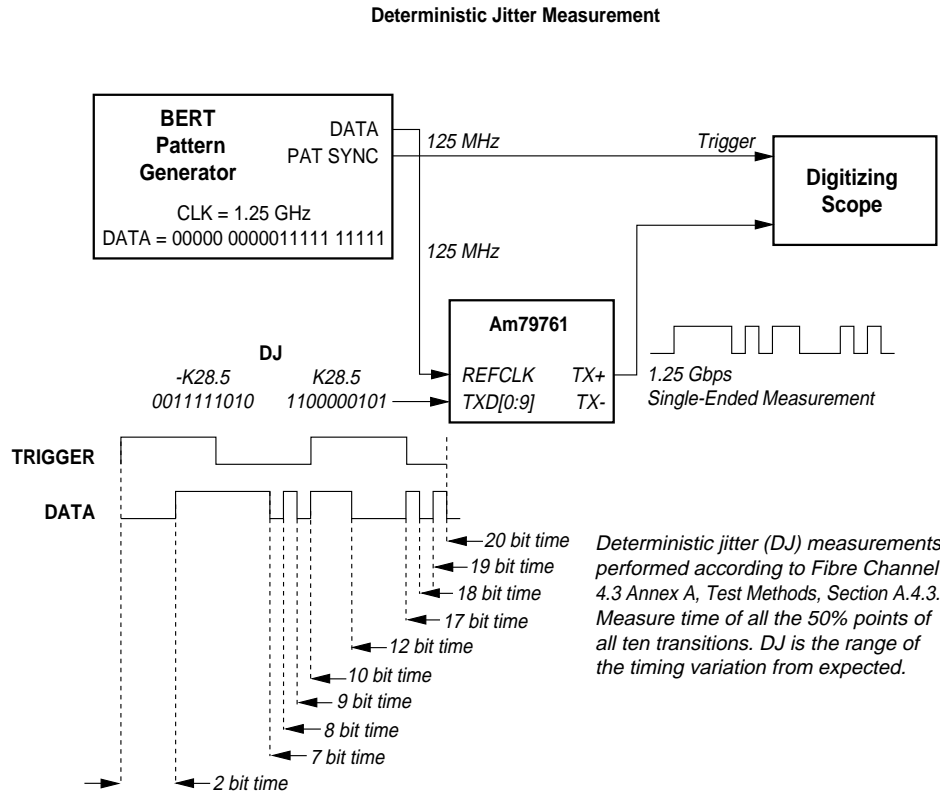 Deterministic Jitter Measurement
BERT
Pattern
Generator
DATA
PAT SYNC
CLK = 1.25 GHz
DATA = 00000 0000011111 11111
125 MHz
Trigger
Digitizing
Scope
125 MHz
Am79761
REFCLK
TXD[0:9]
TX+
TX-
1.25 Gbps
Single-Ended Measurement
DJ
-K28.5
0011111010
K28.5
1100000101
TRIGGER
DATA
20 bit time
19 bit time
18 bit time
17 bit time
12 bit time
10 bit time
9 bit time
8 bit time
7 bit time
2 bit time
Deterministic jitter (DJ) measurements
performed according to Fibre Channel
4.3 Annex A, Test Methods, Section A.4.3.
Measure time of all the 50% points of
all ten transitions. DJ is the range of
the timing variation from expected.